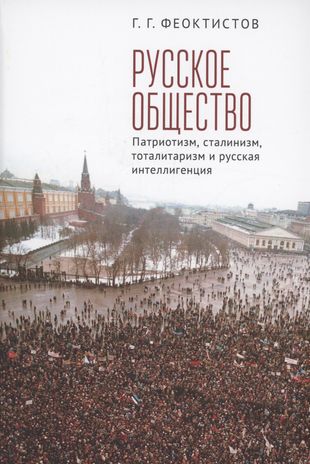 Г. Г. ФЕОКТИСТОВ
РУССКОЕ
ОБЩЕСТВО
Патриотизм, сталинизм,
тоталитаризм и русская
интеллигенция